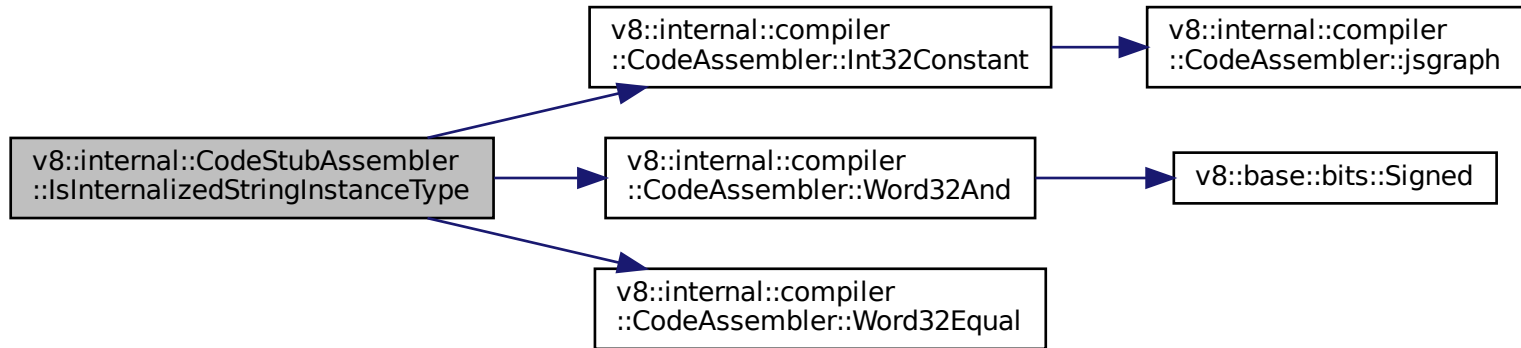 v8::internal::compiler
::CodeAssembler::Int32Constant
v8::internal::compiler
::CodeAssembler::jsgraph
v8::internal::CodeStubAssembler
::IsInternalizedStringInstanceType
v8::internal::compiler
::CodeAssembler::Word32And
v8::base::bits::Signed
v8::internal::compiler
::CodeAssembler::Word32Equal